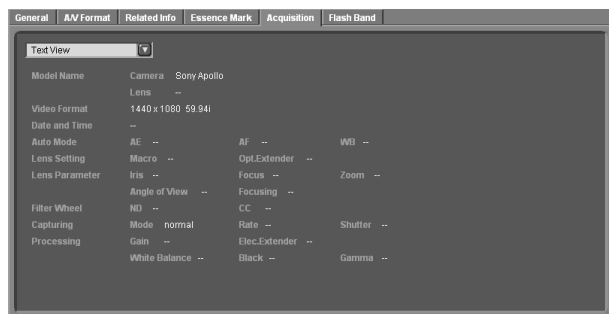 General A/V Format Related Info Essence Mark Acquisition Flash Band
Text View
Model Name Camera Sony Apollo
Lens --
Video Format 1440 x 1080 59.94i
Date and Time --
Auto Mode AE -- AF -- WB --
Lens Setting Macro -- Opt.Extender --
Lens Parameter Iris -- Focus -- Zoom --
Angle of View -- Focusing --
Filter Wheel ND -- CC --
Capturing Mode normal Rate -- Shutter --
Processing Gain -- Elec.Extender --
White Balance -- Black -- Gamma --